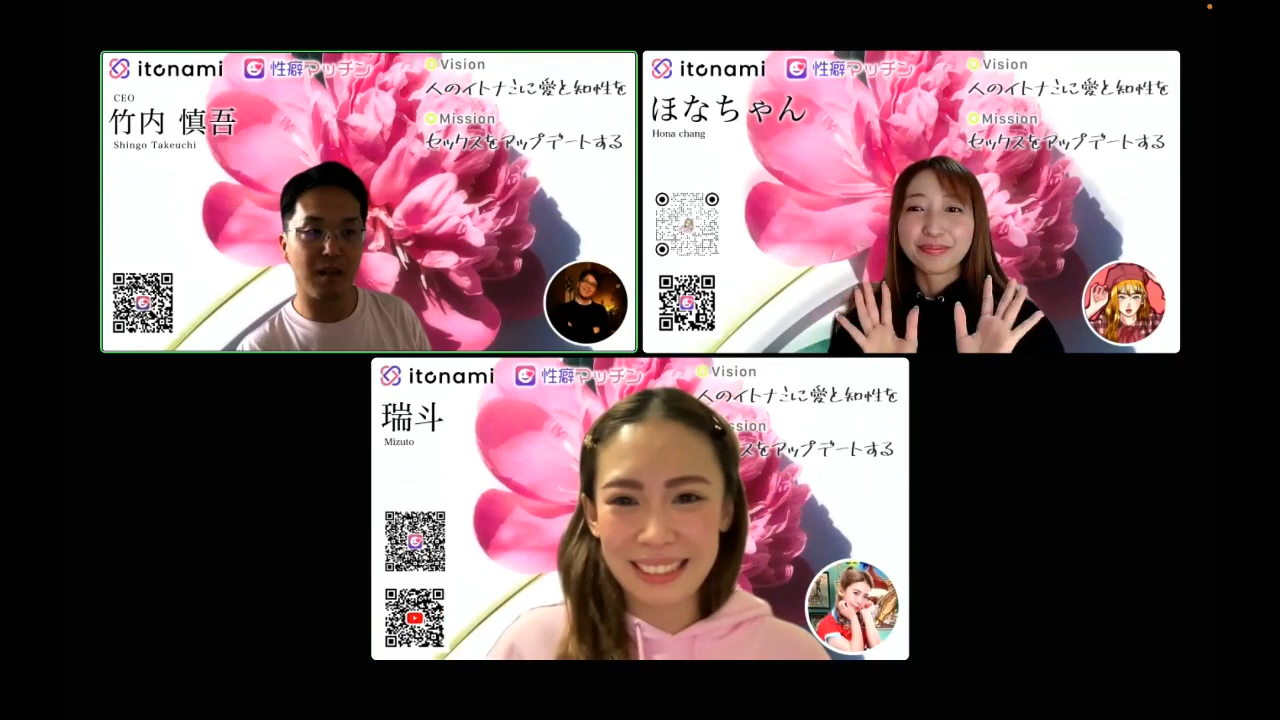 itonami 性癖マッチン
Vision
人のイトナミに愛と知性を
Mission
セックスをアップデートする
CEO
竹内 慎吾
Shingo Takeuchi
itonami 性癖マッチン
Vision
人のイトナミに愛と知性を
Mission
セックスをアップデートする
ほなちゃん
Hona chang
itonami 性癖マッチン
Vision
人のイトナミに愛と知性を
ssion
スをアップデートする
瑞斗
Mizuto